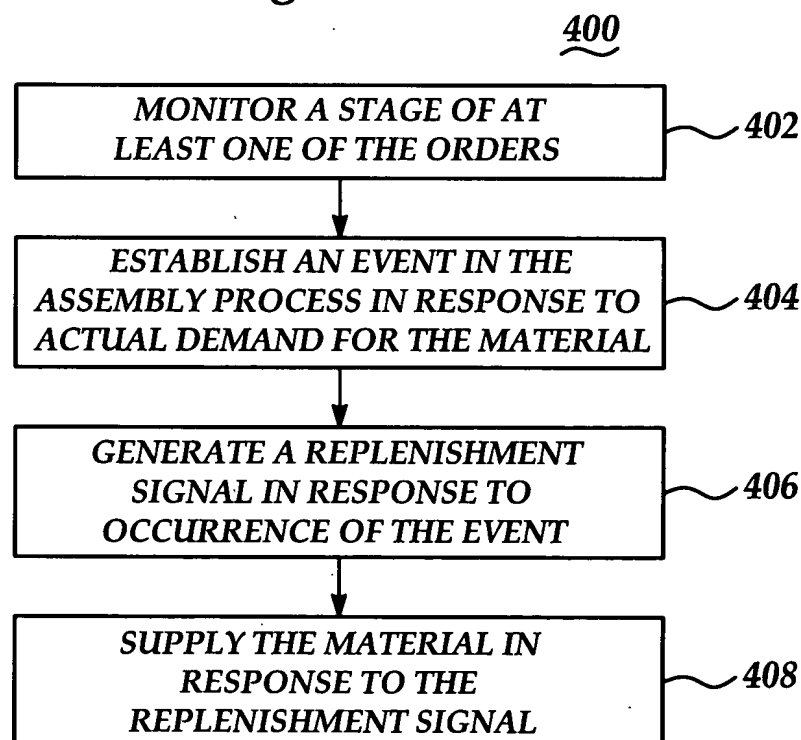 400
MONITOR A STAGE OF AT
LEAST ONE OF THE ORDERS
402
ESTABLISH AN EVENT IN THE
ASSEMBLY PROCESS IN RESPONSE TO
ACTUAL DEMAND FOR THE MATERIAL
404
GENERATE A REPLENISHMENT
SIGNAL IN RESPONSE TO
OCCURRENCE OF THE EVENT
406
SUPPLY THE MATERIAL IN
RESPONSE TO THE
REPLENISHMENT SIGNAL
408